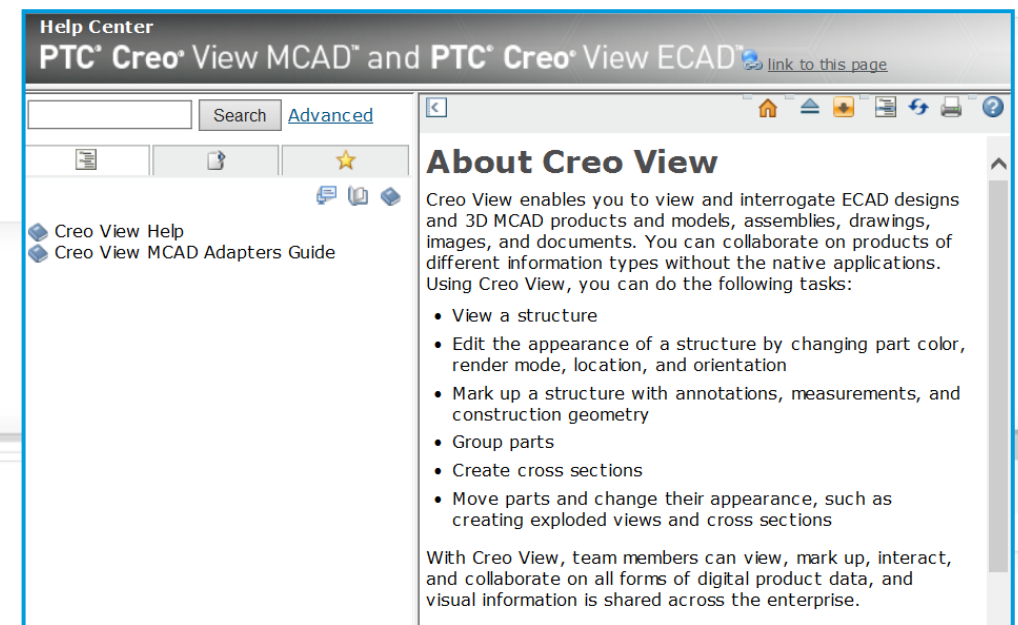 Help Center
PTC® Creo® View MCAD™ and PTC® Creo® View ECAD™ link to this page
Search Advanced
Creo View Help
Creo View MCAD Adapters Guide
About Creo View
Creo View enables you to view and interrogate ECAD designs
and 3D MCAD products and models, assemblies, drawings,
images, and documents. You can collaborate on products of
different information types without the native applications.
Using Creo View, you can do the following tasks:
• View a structure
• Edit the appearance of a structure by changing part color,
render mode, location, and orientation
• Mark up a structure with annotations, measurements, and
construction geometry
• Group parts
• Create cross sections
• Move parts and change their appearance, such as
creating exploded views and cross sections
With Creo View, team members can view, mark up, interact,
and collaborate on all forms of digital product data, and
visual information is shared across the enterprise.